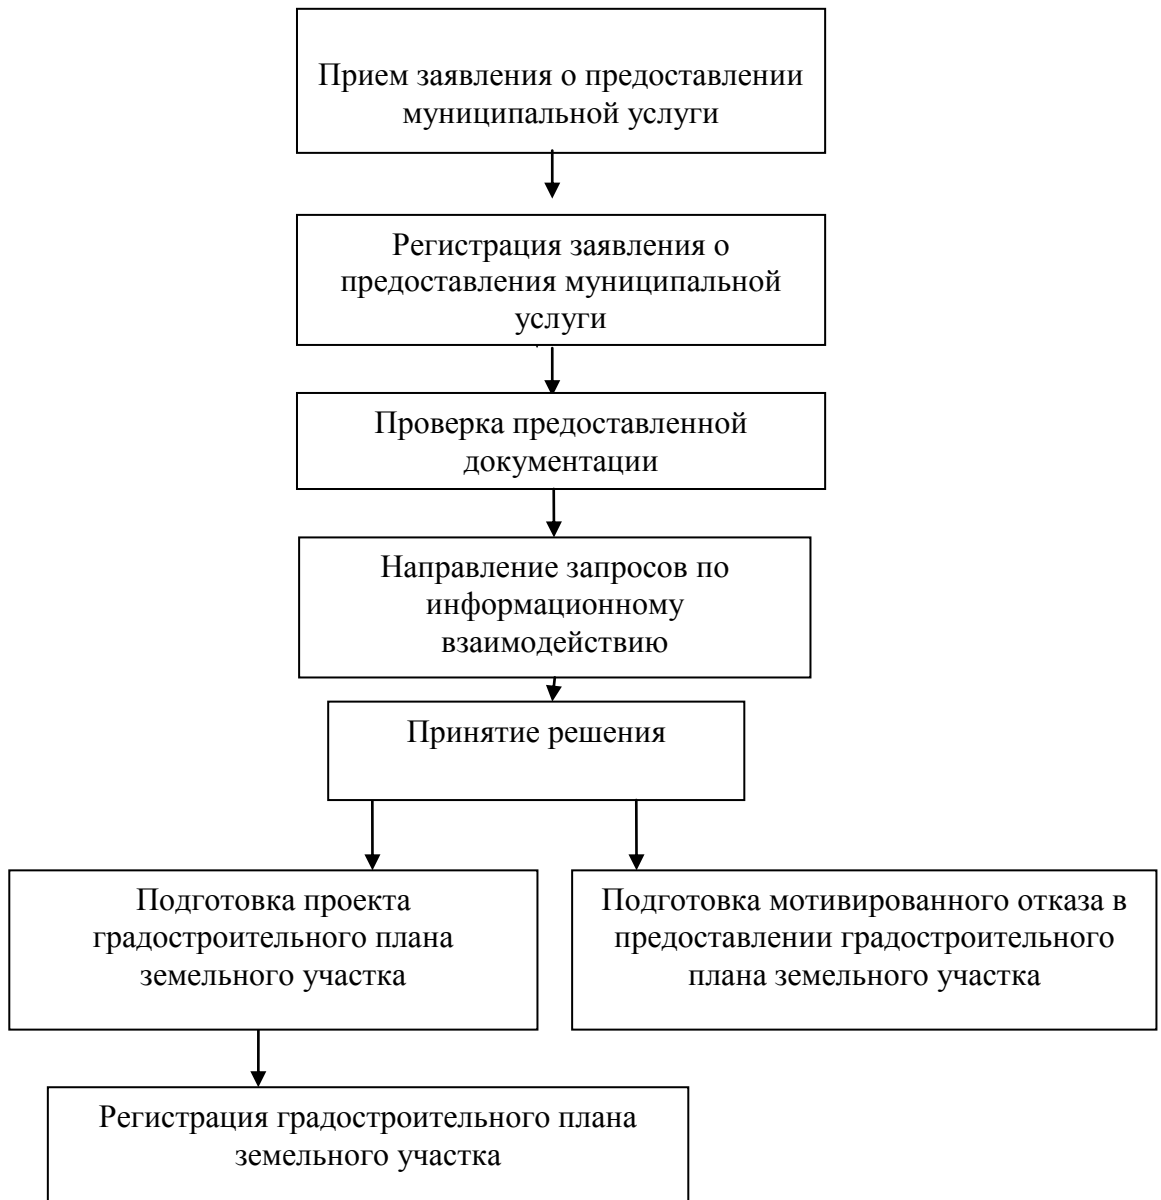 Прием заявления о предоставлении
муниципальной услуги
Регистрация заявления о
предоставления муниципальной
услуги
Проверка предоставленной
документации
Направление запросов по
информационному
взаимодействию
Принятие решения
Подготовка проекта
градостроительного плана
земельного участка
Подготовка мотивированного отказа в
предоставлении градостроительного
плана земельного участка
Регистрация градостроительного плана
земельного участка